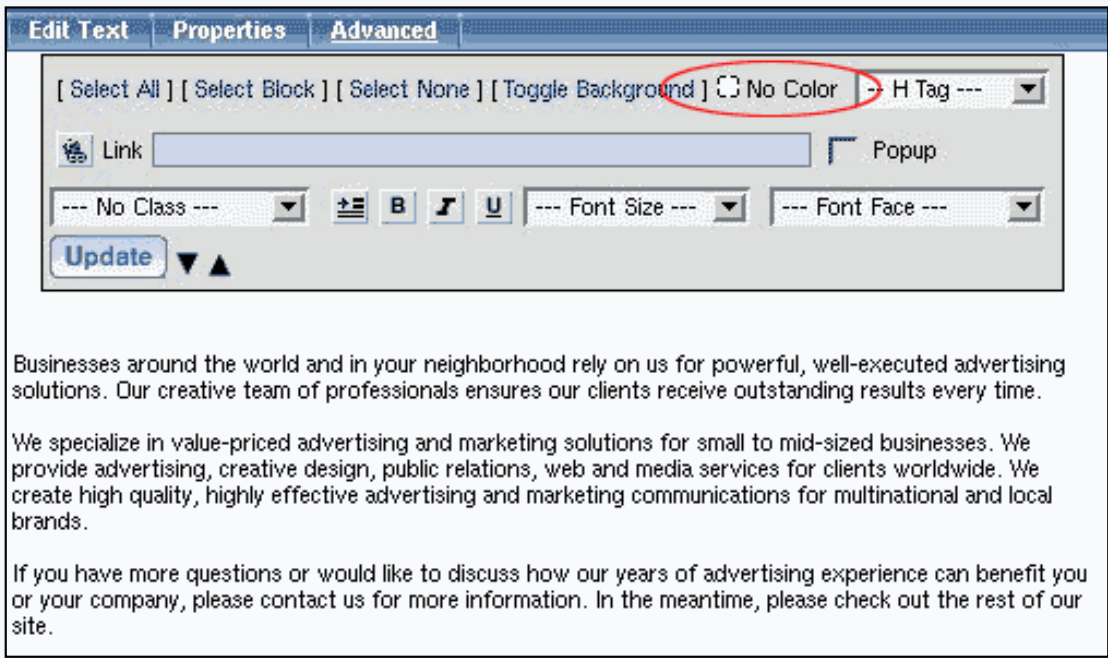 Edit Text Properties Advanced
[ Select All ] [ Select Block ] [ Select None ] [ Toggle Background ] No Color -- H Tag ---
Link Popup
--- No Class --- B I U --- Font Size --- --- Font Face ---
Update
Businesses around the world and in your neighborhood rely on us for powerful, well-executed advertising
solutions. Our creative team of professionals ensures our clients receive outstanding results every time.
We specialize in value-priced advertising and marketing solutions for small to mid-sized businesses. We
provide advertising, creative design, public relations, web and media services for clients worldwide. We
create high quality, highly effective advertising and marketing communications for multinational and local
brands.
If you have more questions or would like to discuss how our years of advertising experience can benefit you
or your company, please contact us for more information. In the meantime, please check out the rest of our
site.